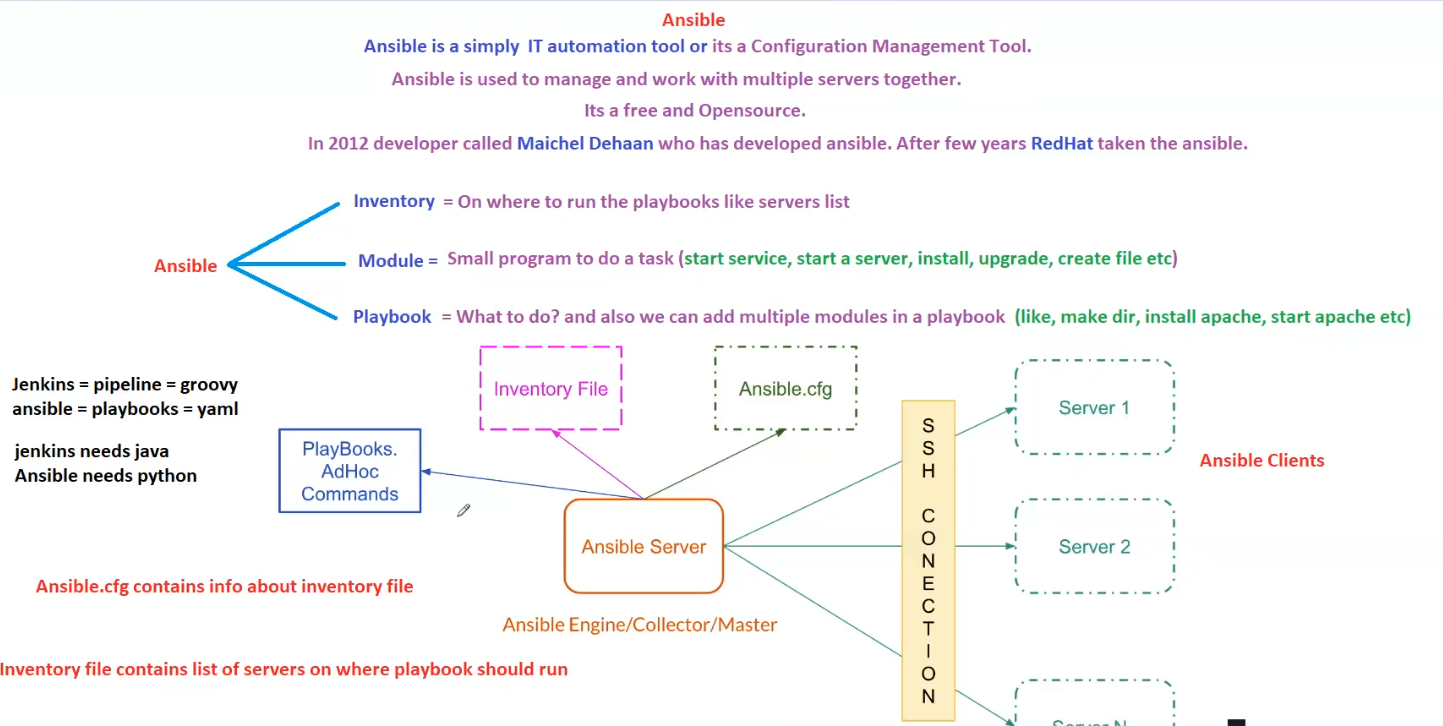 Ansible
Ansible is a simply IT automation tool or its a Configuration Management Tool.
Ansible is used to manage and work with multiple servers together.
Its a free and Opensource.
In 2012 developer called Maichel Dehaan who has developed ansible. After few years RedHat taken the ansible.
Inventory = On where to run the playbooks like servers list
Ansible
Module = Small program to do a task (start service, start a server, install, upgrade, create file etc)
Playbook = What to do? and also we can add multiple modules in a playbook (like, make dir, install apache, start apache etc)
Jenkins = pipeline = groovy
ansible = playbooks = yaml
jenkins needs java
Ansible needs python
PlayBooks.
AdHoc
Commands
Inventory File
Ansible.cfg
Ansible Server
Ansible Engine/Collector/Master
SSH CONECTION
Server 1
Server 2
Server N
Ansible Clients
Ansible.cfg contains info about inventory file
Inventory file contains list of servers on where playbook should run